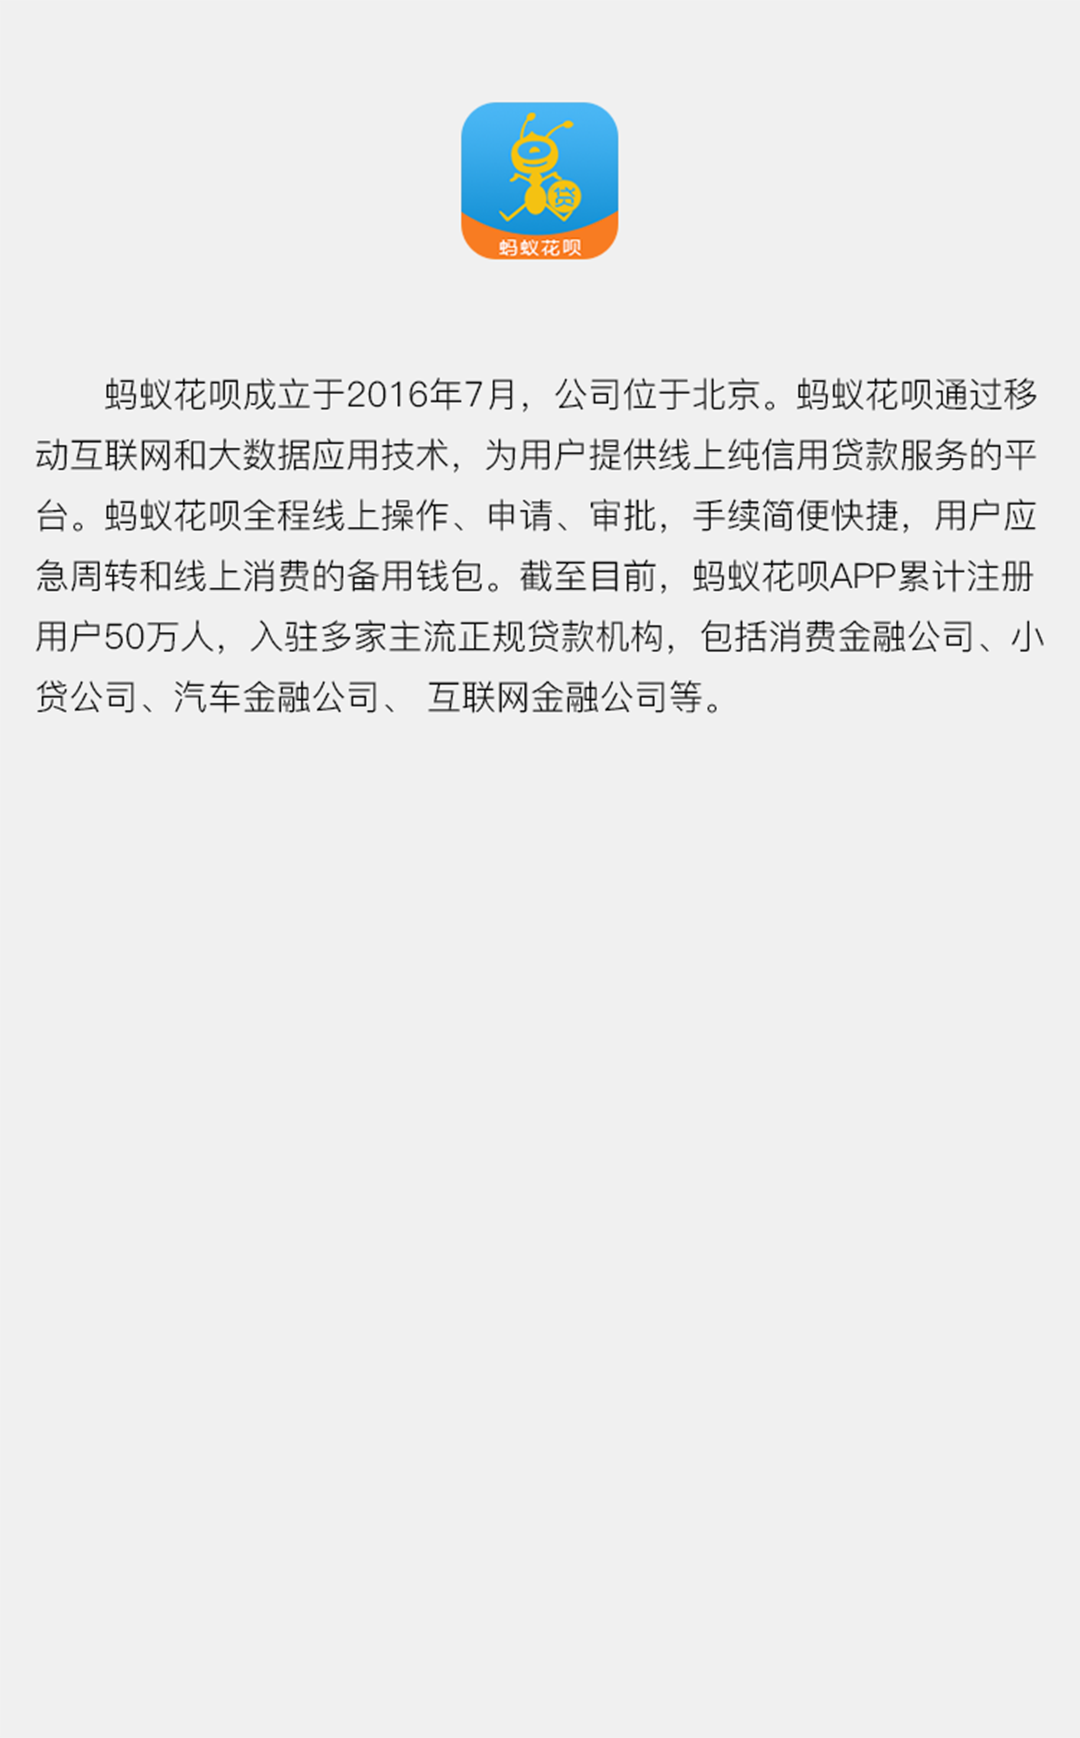 贷
蚂蚁花呗
蚂蚁花呗成立于2016年7月，公司位于北京。蚂蚁花呗通过移
动互联网和大数据应用技术，为用户提供线上纯信用贷款服务的平
台。蚂蚁花呗全程线上操作、申请、审批，手续简便快捷，用户应
急周转和线上消费的备用钱包。截至目前，蚂蚁花呗APP累计注册
用户50万人，入驻多家主流正规贷款机构，包括消费金融公司、小
贷公司、汽车金融公司、 互联网金融公司等。